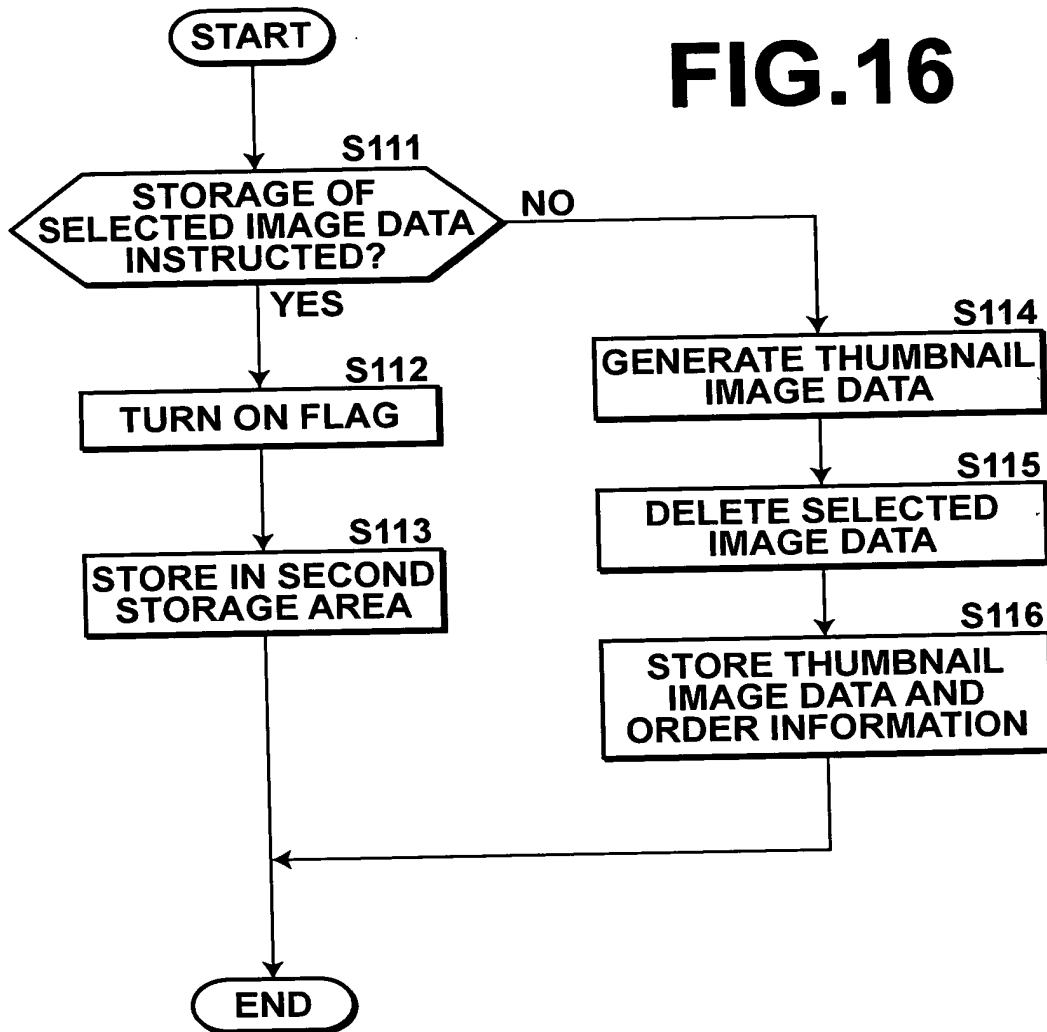 START
FIG.16
S111
STORAGE OF
SELECTED IMAGE DATA
INSTRUCTED?
NO
YES
S112
TURN ON FLAG
S113
STORE IN SECOND
STORAGE AREA
S114
GENERATE THUMBNAIL
IMAGE DATA
S115
DELETE SELECTED
IMAGE DATA
S116
STORE THUMBNAIL
IMAGE DATA AND
ORDER INFORMATION
END